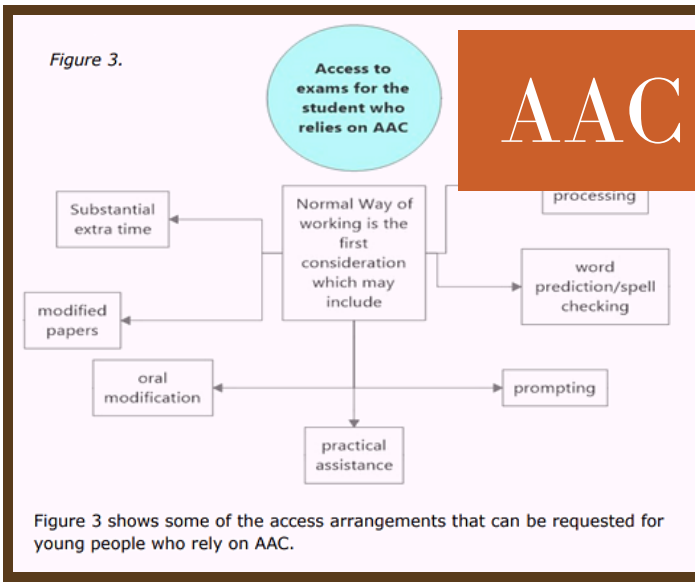 Figure 3.
Access to
exams for the
student who
relies on AAC
AAC
Substantial
extra time
Normal Way of
working is the
first
consideration
which may
include
processing
modified
papers
word
prediction/spell
checking
oral
modification
prompting
practical
assistance
Figure 3 shows some of the access arrangements that can be requested for
young people who rely on AAC.